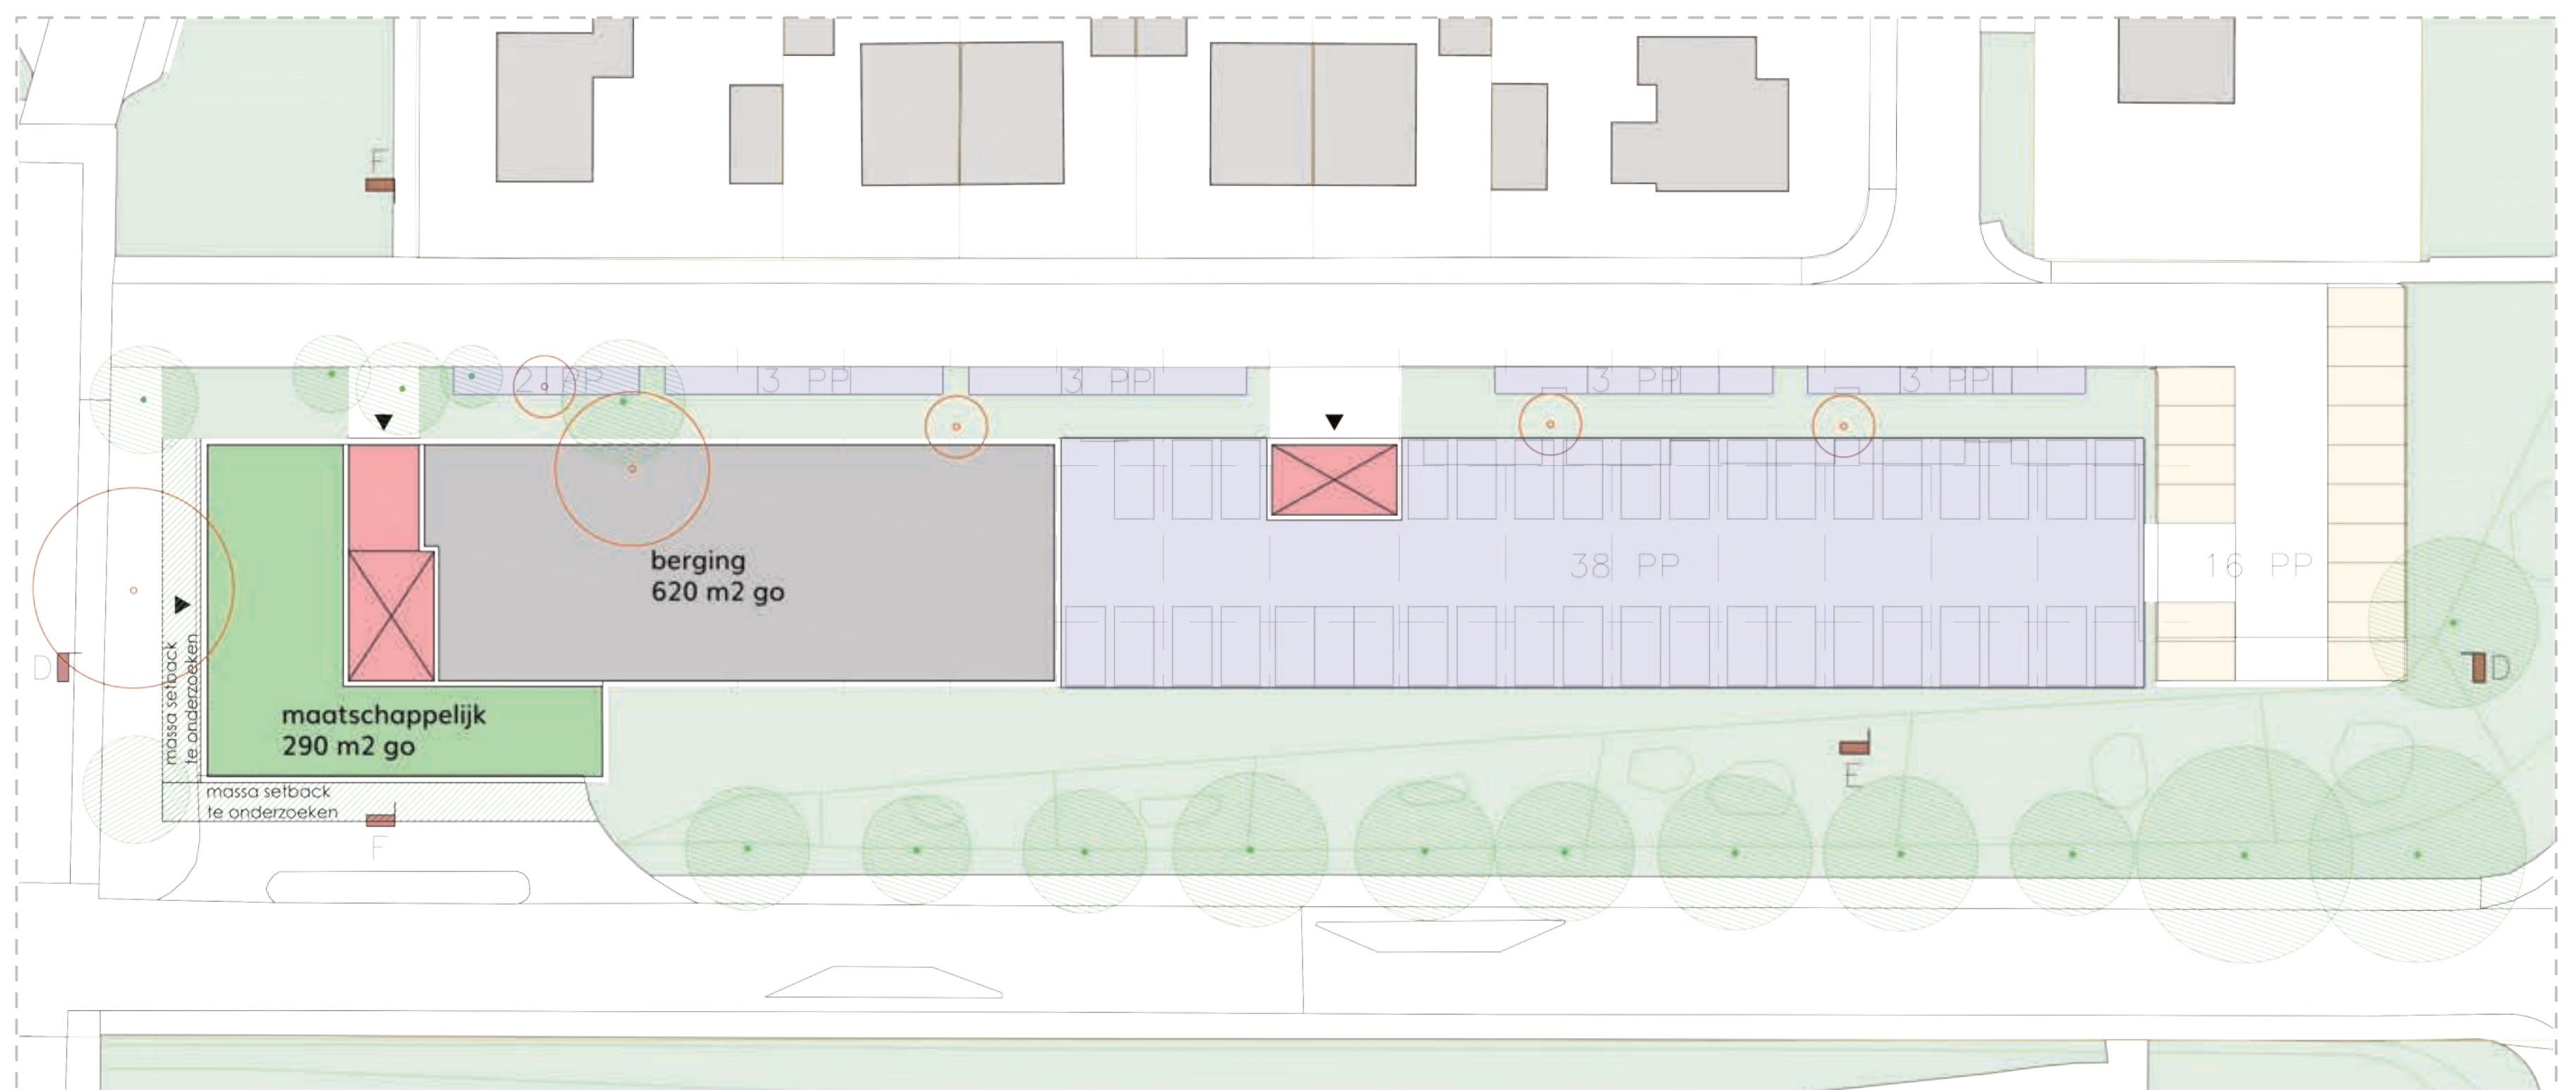 F
2 PP
3 PP
3 PP
3 PP
3 PP
berging
620 m2 go
38 PP
16 PP
D
massa setback
te onderzoeken
maatschappelijk
290 m2 go
D
E
massa setback
te onderzoeken
F